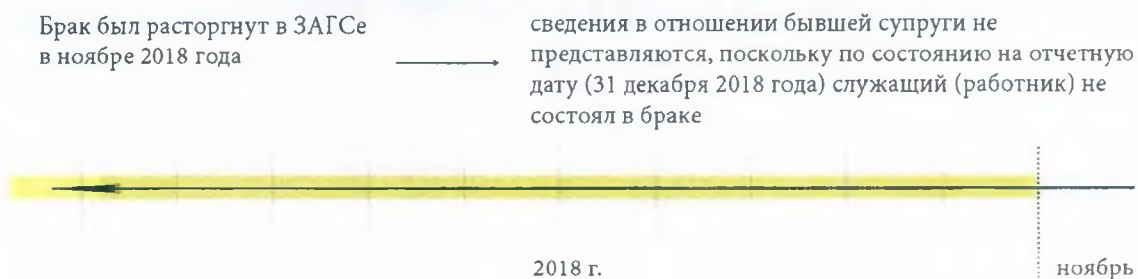 Брак был расторгнут в ЗАГСе
в ноябре 2018 года
сведения в отношении бывшей супруги не
представляются, поскольку по состоянию на отчетную
дату (31 декабря 2018 года) служащий (работник) не
состоял в браке
2018 г.
ноябрь